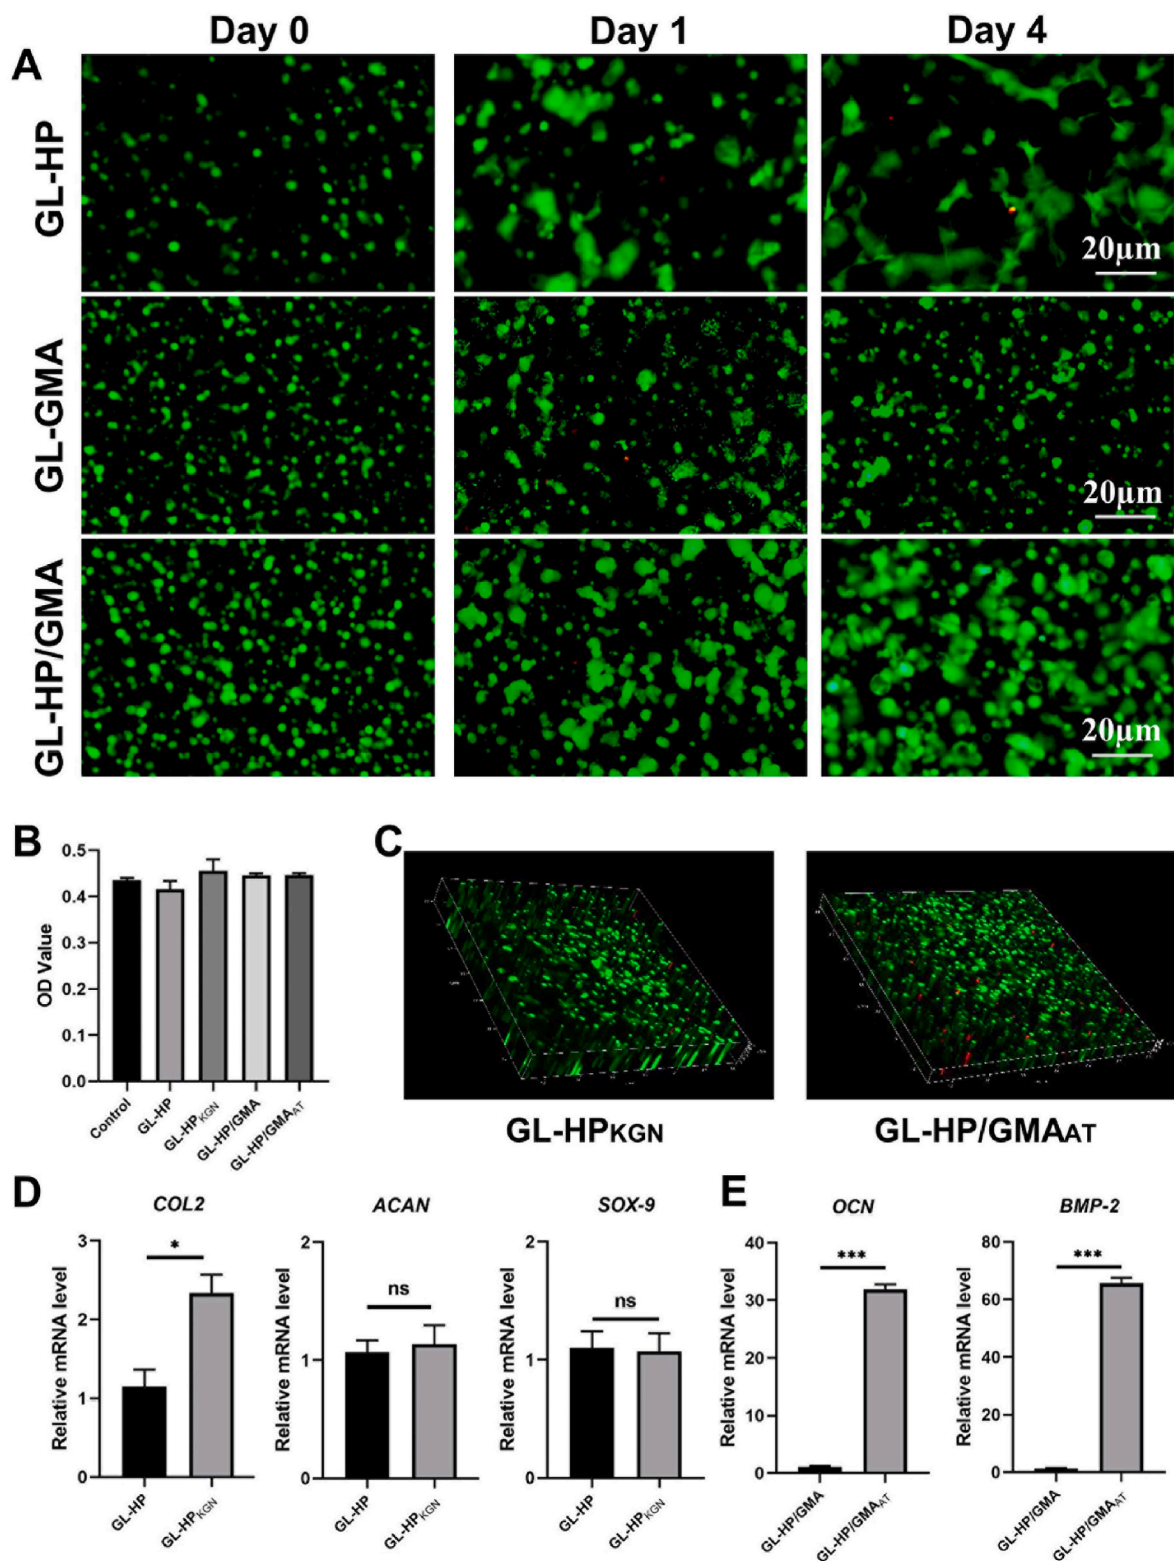 Day 0 Day 1 Day 4
A
GL-HP
20μm
GL-GMA
20μm
GL-HP/GMA
20μm
B
OD Value
0.5
0.4
0.3
0.2
0.1
0.0
Control GL-HP GL-HPKGN GL-HP/GMA GL-HP/GMAAT
C
GL-HPKGN GL-HP/GMAAT
D
COL2
Relative mRNA level
3
2
1
0
*
GL-HP GL-HPKGN
ACAN
Relative mRNA level
2
1
0
ns
GL-HP GL-HPKGN
SOX-9
Relative mRNA level
2
1
0
ns
GL-HP GL-HPKGN
E
OCN
Relative mRNA level
40
30
20
10
0
***
GL-HP/GMA GL-HP/GMAAT
BMP-2
Relative mRNA level
80
60
40
20
0
***
GL-HP/GMA GL-HP/GMAAT